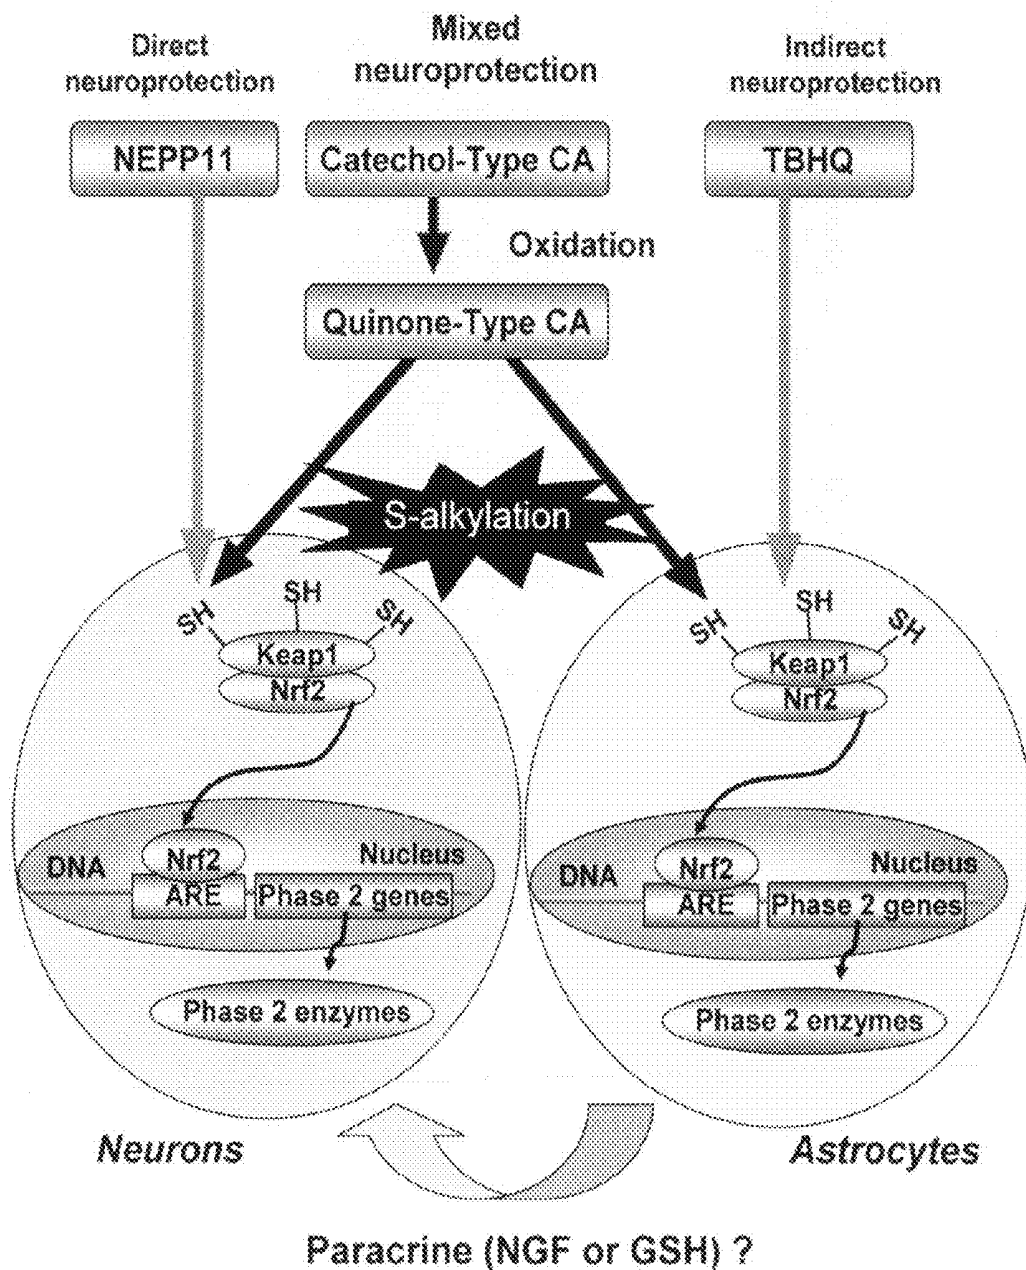 Direct
neuroprotection
Mixed
neuroprotection
Indirect
neuroprotection
NEPP11
Catechol-Type CA
TBHQ
Oxidation
Quinone-Type CA
S-alkylation
SH
SH
SH
Keap1
Nrf2
SH
SH
SH
Keap1
Nrf2
DNA
Nrf2
Nucleus
ARE
Phase 2 genes
Phase 2 enzymes
DNA
Nrf2
Nucleus
ARE
Phase 2 genes
Phase 2 enzymes
Neurons
Astrocytes
Paracrine (NGF or GSH) ?